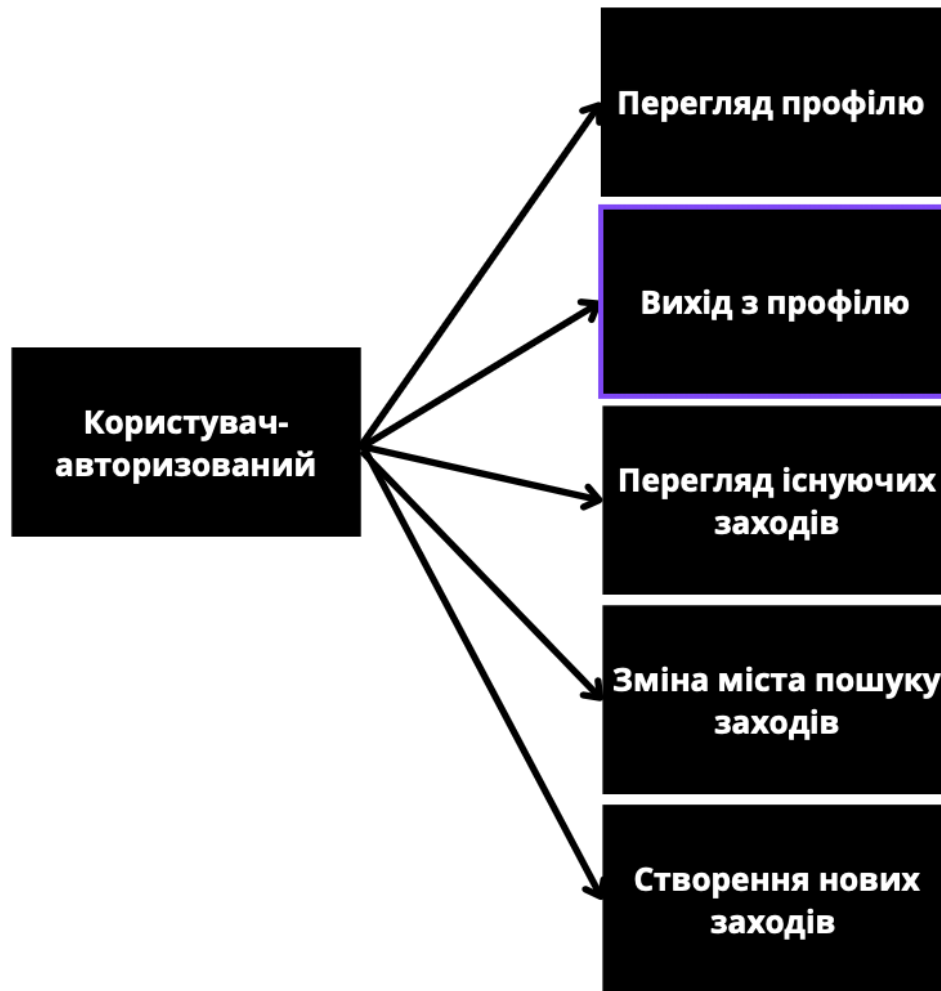 Перегляд профілю
Вихід з профілю
Користувач-
авторизований
Перегляд існуючих
заходів
Зміна міста пошуку
заходів
Створення нових
заходів